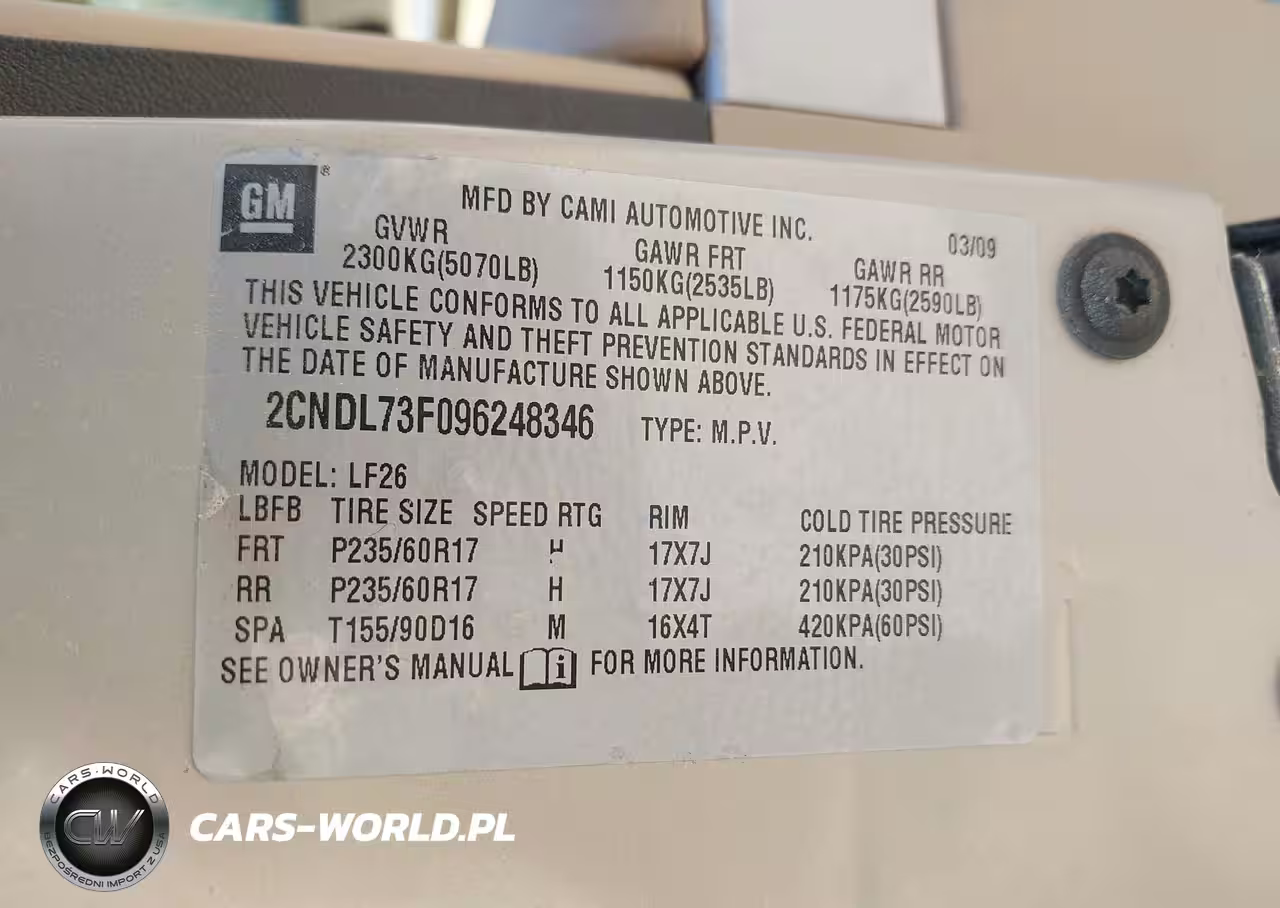 GM ®
MFD BY CAMI AUTOMOTIVE INC.
03/09
GVWR GAWR FRT GAWR RR
2300KG(5070LB) 1150KG(2535LB) 1175KG(2590LB)
THIS VEHICLE CONFORMS TO ALL APPLICABLE U.S. FEDERAL MOTOR
VEHICLE SAFETY AND THEFT PREVENTION STANDARDS IN EFFECT ON
THE DATE OF MANUFACTURE SHOWN ABOVE.
2CNDL73F096248346 TYPE: M.P.V.
MODEL: LF26
LBFB TIRE SIZE SPEED RTG RIM COLD TIRE PRESSURE
FRT P235/60R17 H 17X7J 210KPA(30PSI)
RR P235/60R17 H 17X7J 210KPA(30PSI)
SPA T155/90D16 M 16X4T 420KPA(60PSI)
SEE OWNER'S MANUAL i FOR MORE INFORMATION.
CARS-WORLD
CW
BEZPOŚREDNI IMPORT Z USA
CARS-WORLD.PL